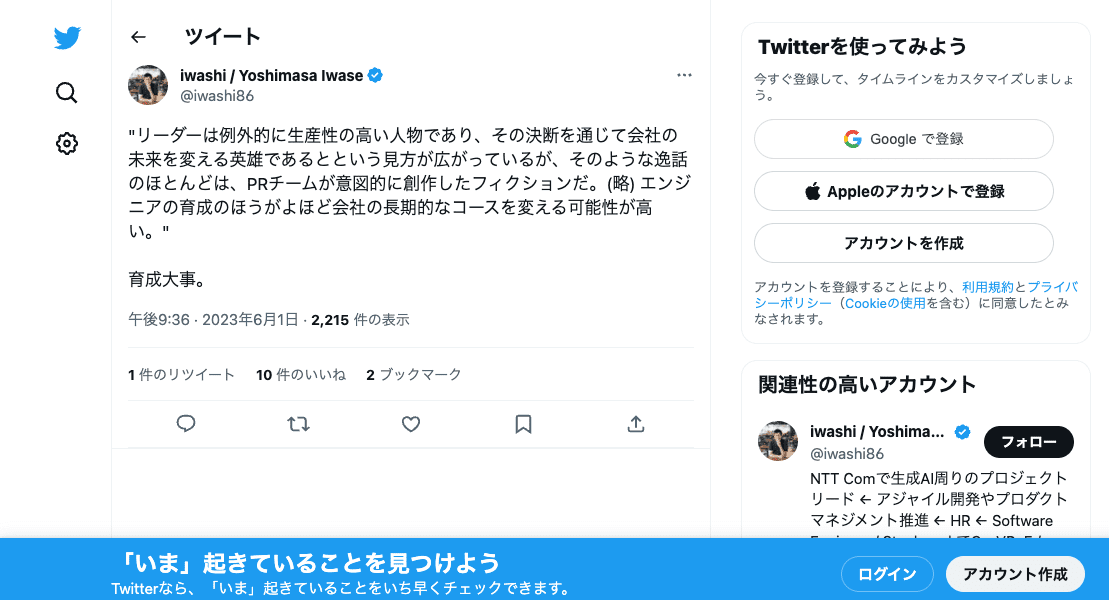 ツイート
iwashi / Yoshimasa Iwase
@iwashi86
"リーダーは例外的に生産性の高い人物であり、その決断を通じて会社の
未来を変える英雄であるとという見方が広がっているが、そのような逸話
のほとんどは、PRチームが意図的に創作したフィクションだ。(略) エンジ
ニアの育成のほうがよほど会社の長期的なコースを変える可能性が高
い。"
育成大事。
午後9:36 · 2023年6月1日 · 2,215 件の表示
1 件のリツイート 10 件のいいね 2 ブックマーク
Twitterを使ってみよう
今すぐ登録して、タイムラインをカスタマイズしましょ
う。
Google で登録
Appleのアカウントで登録
アカウントを作成
アカウントを登録することにより、利用規約とプライバ
シーポリシー（Cookieの使用を含む）に同意したとみ
なされます。
関連性の高いアカウント
iwashi / Yoshima...
@iwashi86
フォロー
NTT Comで生成AI周りのプロジェクト
リード ← アジャイル開発やプロダクト
マネジメント推進 ← HR ← Software
「いま」起きていることを見つけよう
Twitterなら、「いま」起きていることをいち早くチェックできます。
ログイン
アカウント作成